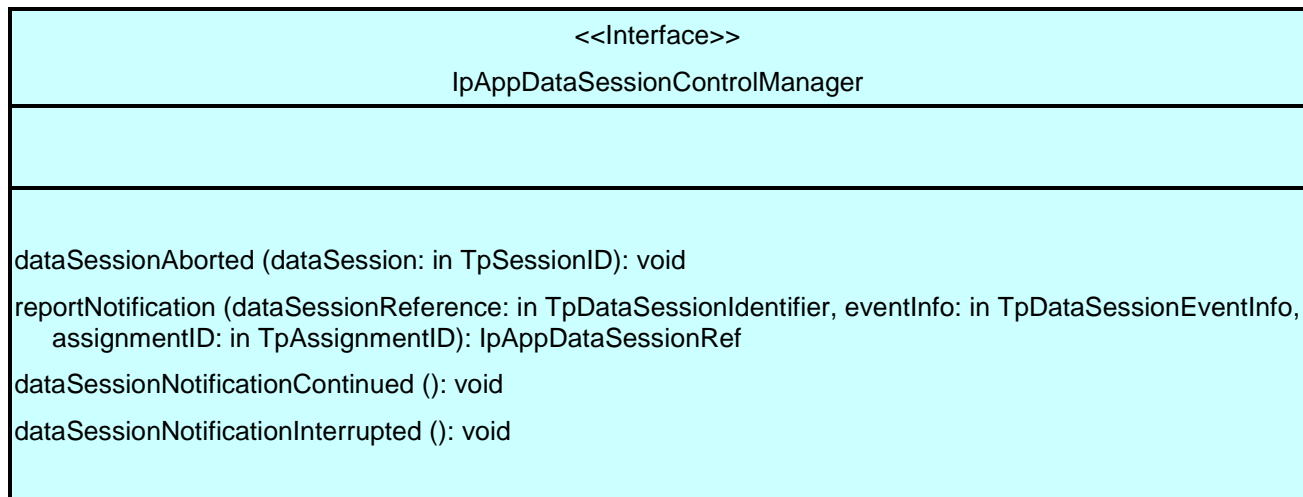 <<Interface>>
IpAppDataSessionControlManager
dataSessionAborted (dataSession: in TpSessionID): void
reportNotification (dataSessionReference: in TpDataSessionIdentifier, eventInfo: in TpDataSessionEventInfo,
assignmentID: in TpAssignmentID): IpAppDataSessionRef
dataSessionNotificationContinued (): void
dataSessionNotificationInterrupted (): void